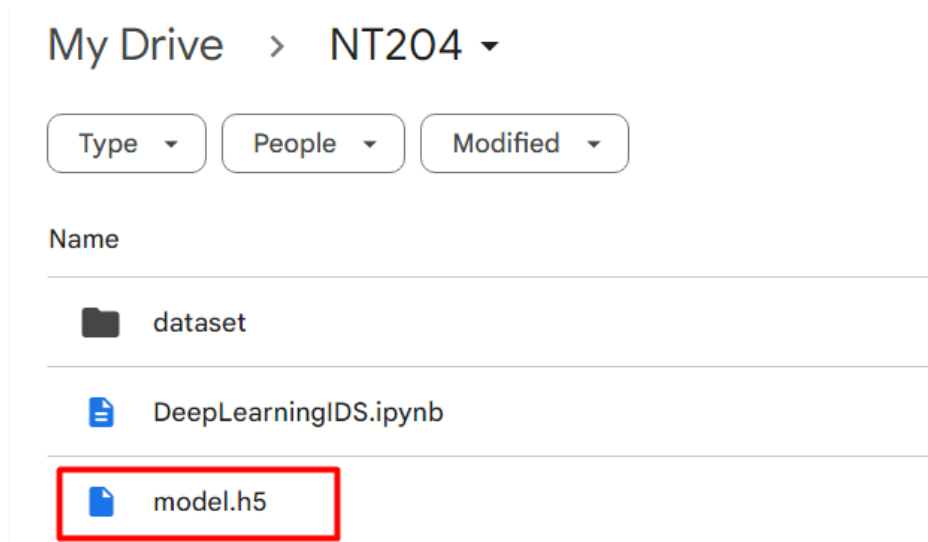 My Drive > NT204
Type People Modified
Name
dataset
DeepLearningIDS.ipynb
model.h5